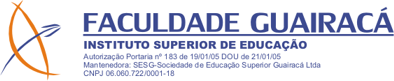 FACULDADE GUAIRACÁ
INSTITUTO SUPERIOR DE EDUCAÇÃO
Autorização Portaria nº 183 de 19/01/05 DOU de 21/01/05
Mantenedora: SESG-Sociedade de Educação Superior Guairacá Ltda
CNPJ 06.060.722/0001-18